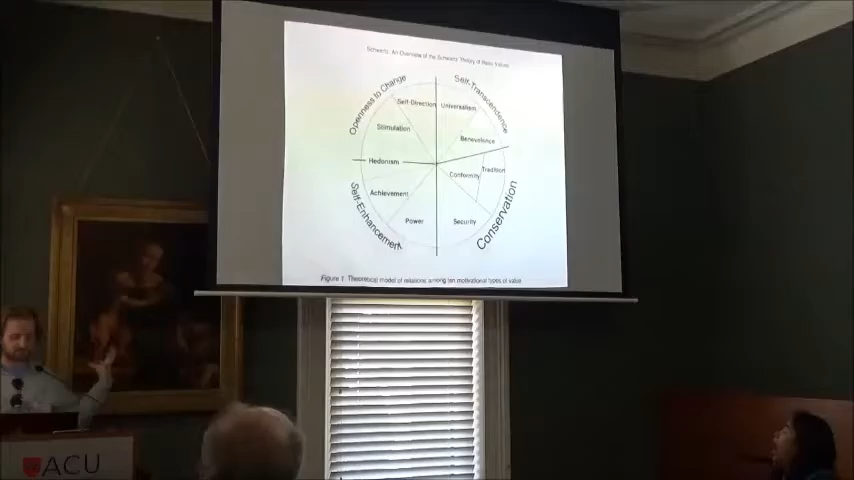 Schwartz: An Overview of the Schwartz Theory of Basic Values
Openness to Change
Self-Transcendence
Self-Direction
Universalism
Stimulation
Benevolence
Hedonism
Conformity
Tradition
Achievement
Power
Security
Self-Enhancement
Conservation
Figure 1. Theoretical model of relations among ten motivational types of value
ACU